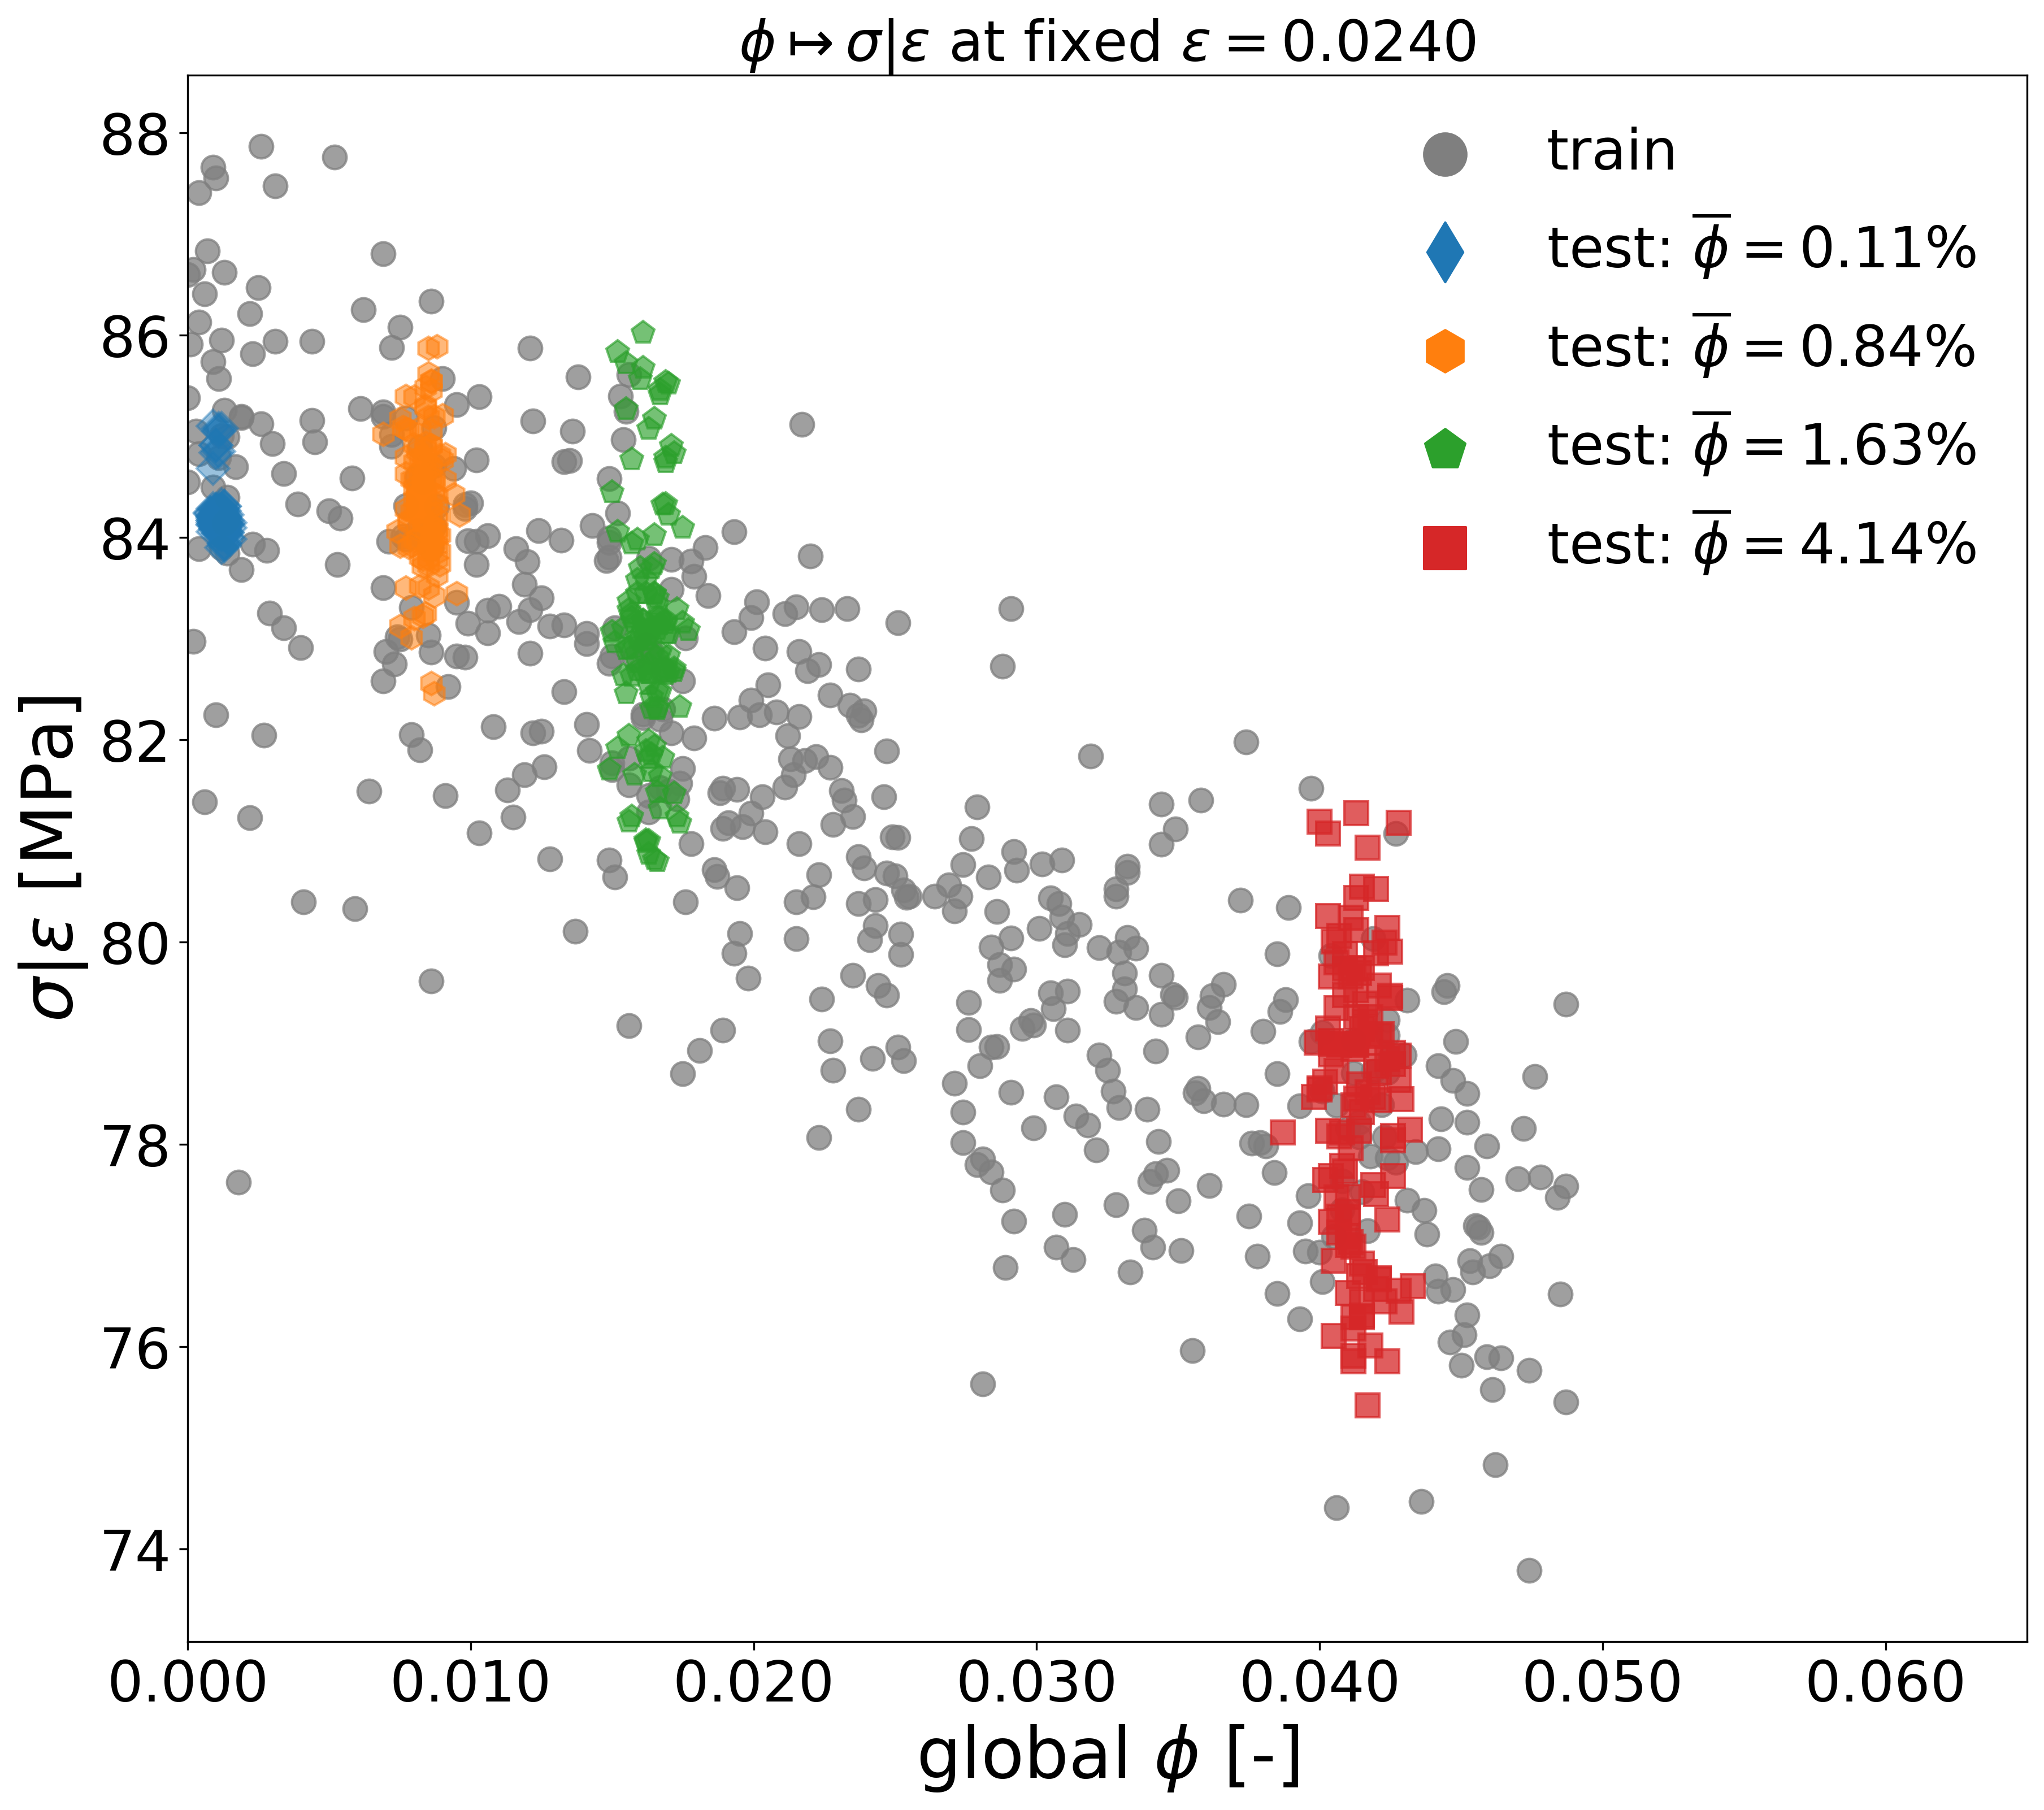 ϕ ↦ σ|ε at fixed ε = 0.0240
88
86
84
82
80
78
76
74
σ|ε [MPa]
train
test: ϕ̅ = 0.11%
test: ϕ̅ = 0.84%
test: ϕ̅ = 1.63%
test: ϕ̅ = 4.14%
0.000 0.010 0.020 0.030 0.040 0.050 0.060
global ϕ [-]